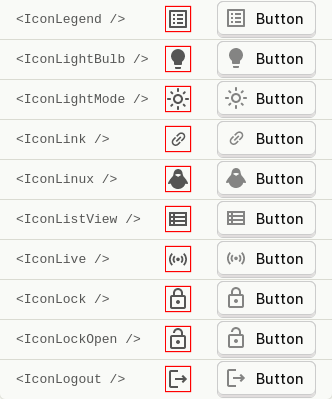 <IconLegend /> Button
<IconLightBulb /> Button
<IconLightMode /> Button
<IconLink /> Button
<IconLinux /> Button
<IconListView /> Button
<IconLive /> Button
<IconLock /> Button
<IconLockOpen /> Button
<IconLogout /> Button